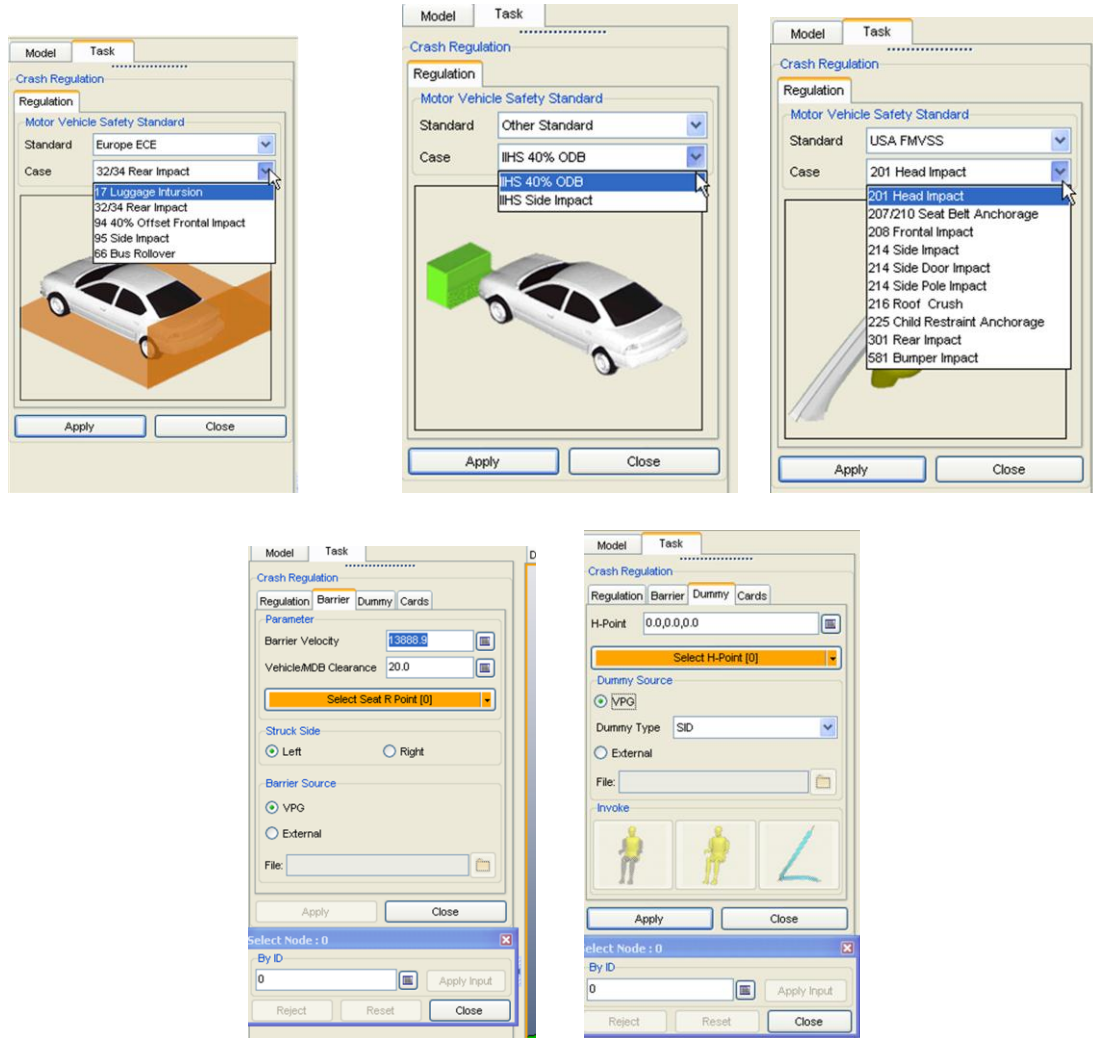 Model Task
Crash Regulation
Regulation
Motor Vehicle Safety Standard
Standard Europe ECE
Case 32/34 Rear Impact
17 Luggage Intursion
32/34 Rear Impact
94 40% Offset Frontal Impact
95 Side Impact
66 Bus Rollover
Apply Close
Model Task
Crash Regulation
Regulation
Motor Vehicle Safety Standard
Standard Other Standard
Case IIHS 40% ODB
IIHS 40% ODB
IIHS Side Impact
Apply Close
Model Task
Crash Regulation
Regulation
Motor Vehicle Safety Standard
Standard USA FMVSS
Case 201 Head Impact
201 Head Impact
207/210 Seat Belt Anchorage
208 Frontal Impact
214 Side Impact
214 Side Door Impact
214 Side Pole Impact
216 Roof Crush
225 Child Restraint Anchorage
301 Rear Impact
581 Bumper Impact
Apply Close
Model Task
Crash Regulation
Regulation Barrier Dummy Cards
Parameter
Barrier Velocity 13888.9
Vehicle/MDB Clearance 20.0
Select Seat R Point [0]
Struck Side
Left Right
Barrier Source
VPG
External
File:
Apply Close
Select Node : 0
By ID
0 Apply Input
Reject Reset Close
D
Model Task
Crash Regulation
Regulation Barrier Dummy Cards
H-Point 0.0,0.0,0.0
Select H-Point [0]
Dummy Source
VPG
Dummy Type SID
External
File:
Invoke
Apply Close
elect Node : 0
By ID
0 Apply Input
Reject Reset Close